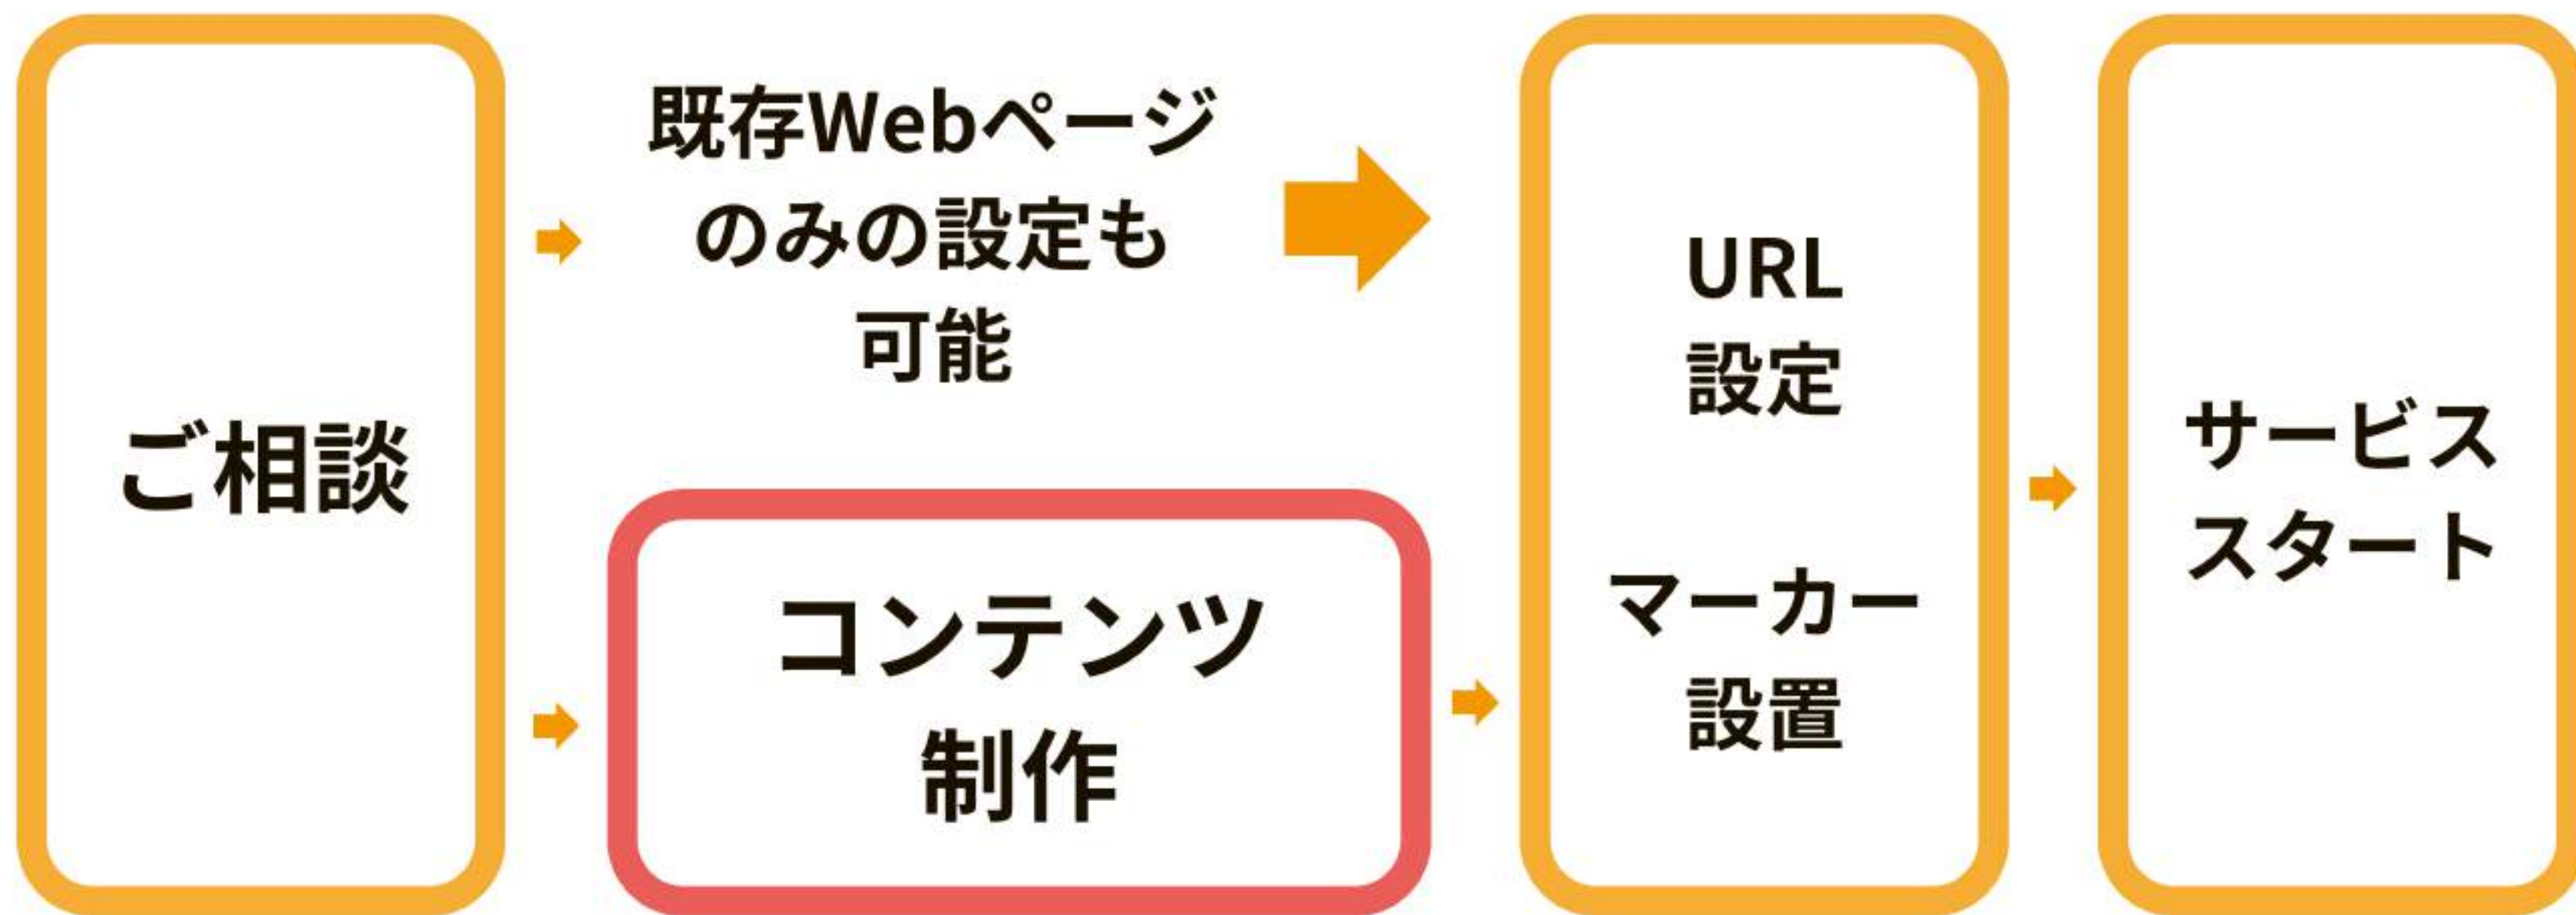 ご相談
既存Webページ
のみの設定も
可能
コンテンツ
制作
URL
設定
マーカー
設置
サービス
スタート